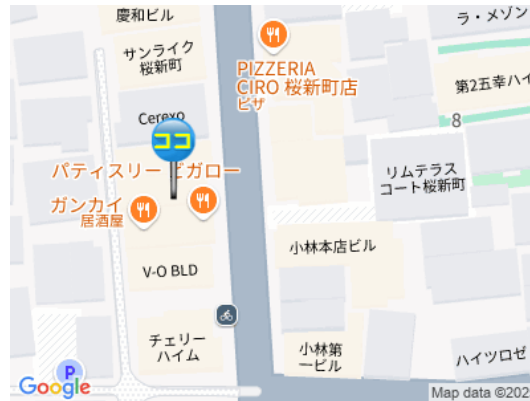 慶和ビル
サンライク
桜新町
Cerexo
ココ
パティスリー ビガロー
ガンカイ
居酒屋
V-O BLD
チェリー
ハイム
P
Google
PIZZERIA
CIRO 桜新町店
ピザ
ラ・メゾン
第2五幸ハイ
8
リムテラス
コート桜新町
小林本店ビル
小林第
一ビル
ハイツロゼ
Map data ©202